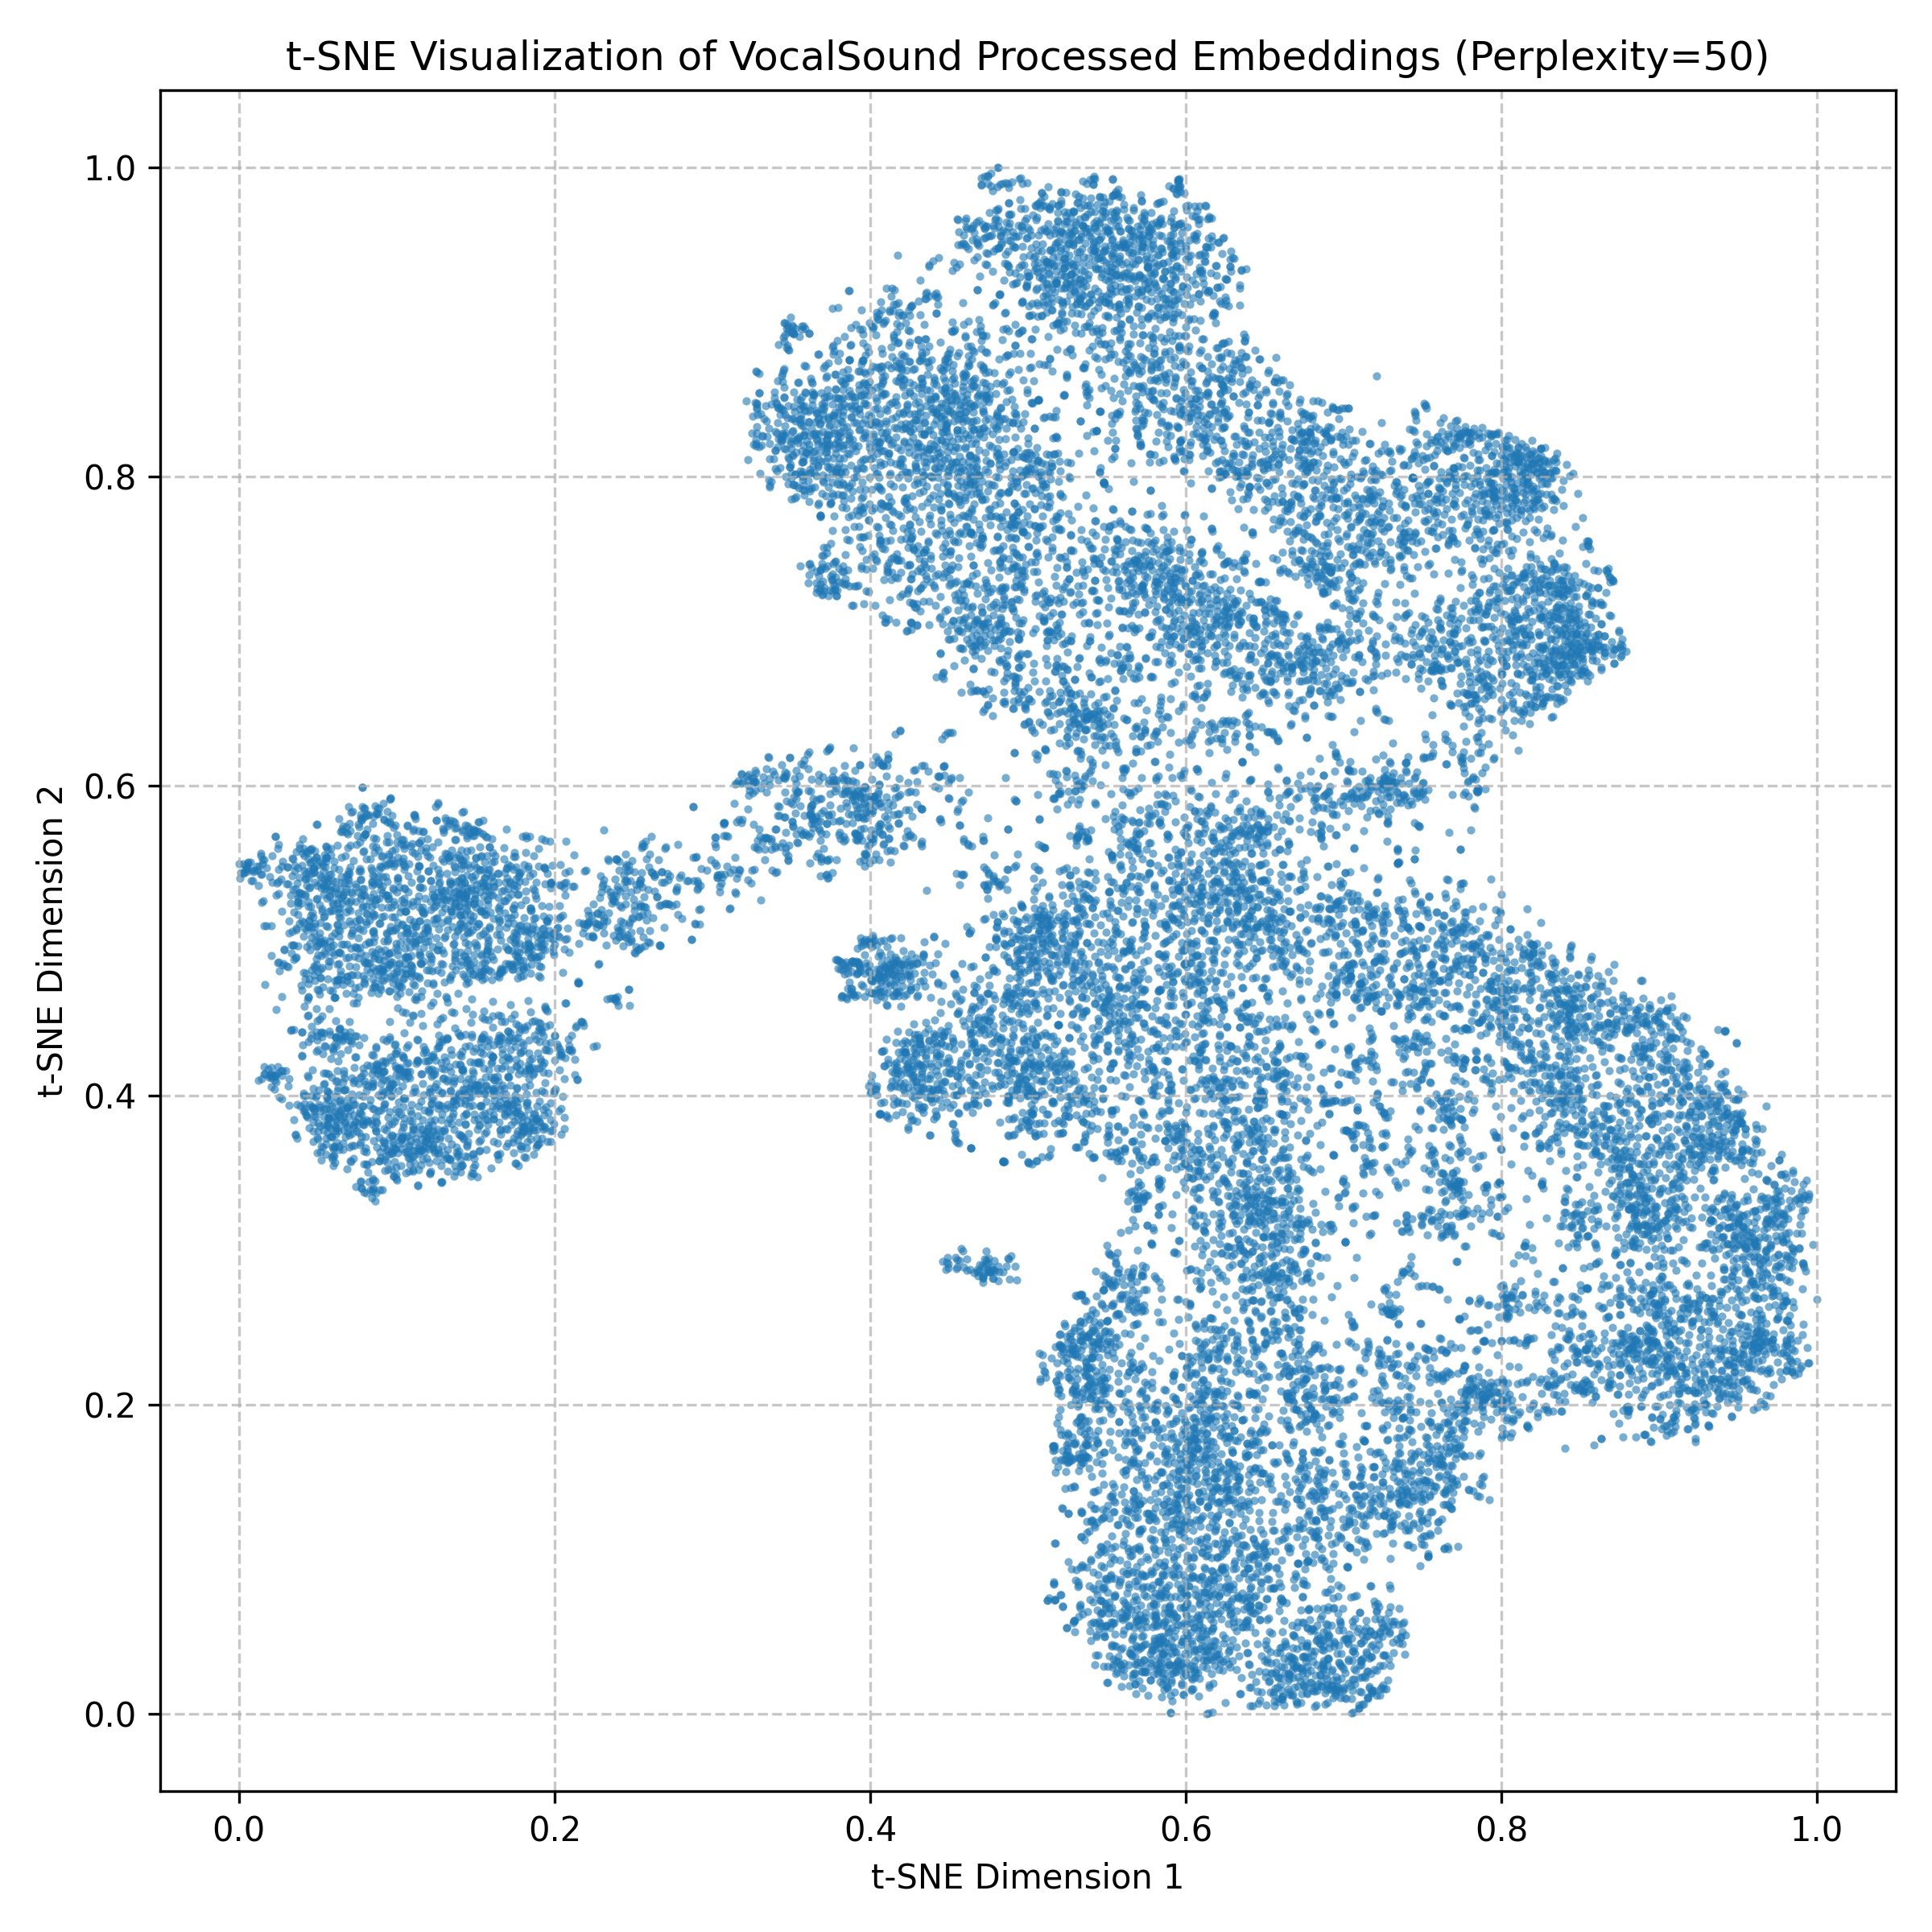 t-SNE Visualization of VocalSound Processed Embeddings (Perplexity=50)
1.0
0.8
0.6
0.4
0.2
0.0
t-SNE Dimension 2
0.0 0.2 0.4 0.6 0.8 1.0
t-SNE Dimension 1